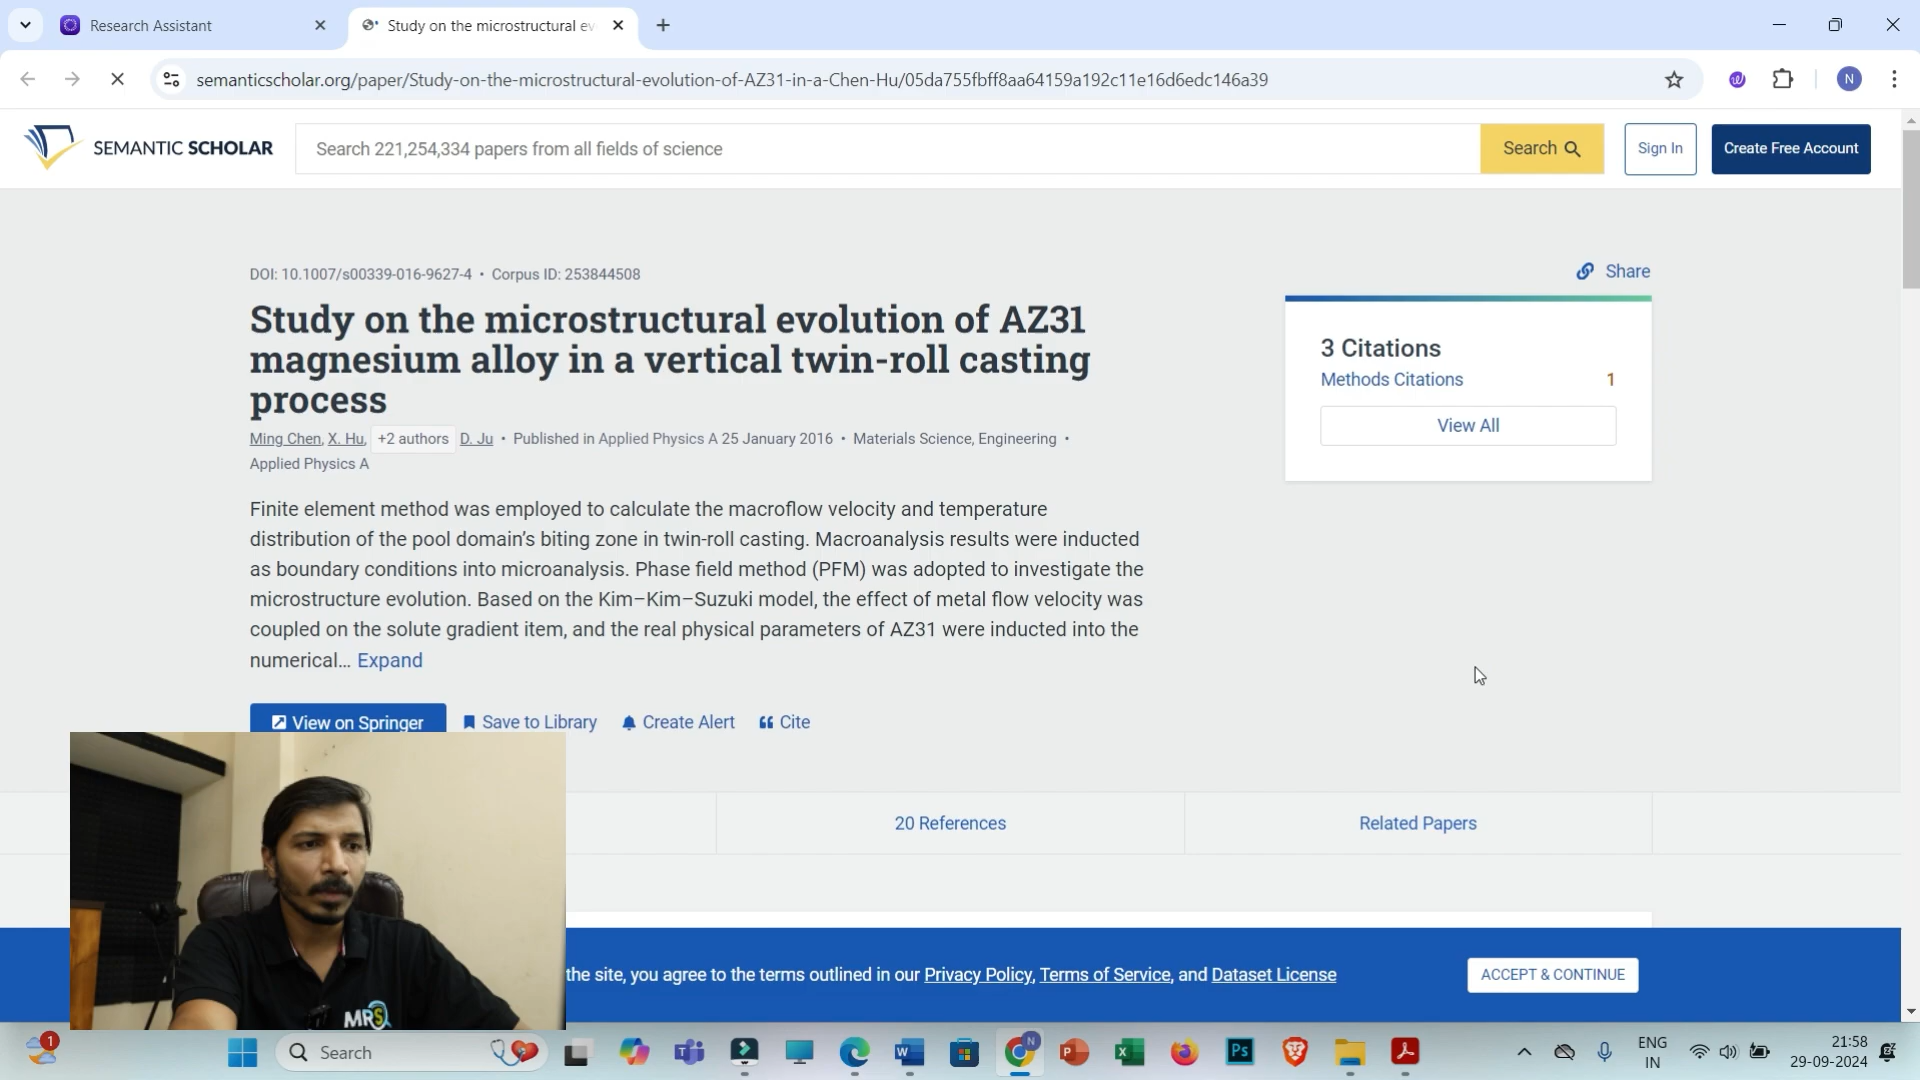 Research Assistant
Study on the microstructural ev
semanticscholar.org/paper/Study-on-the-microstructural-evolution-of-AZ31-in-a-Chen-Hu/05da755fbff8aa64159a192c11e16d6edc146a39
N
SEMANTIC SCHOLAR
Search 221,254,334 papers from all fields of science
Search
Sign In
Create Free Account
DOI: 10.1007/s00339-016-9627-4 • Corpus ID: 253844508
Share
Study on the microstructural evolution of AZ31
magnesium alloy in a vertical twin-roll casting
process
Ming Chen, X. Hu, +2 authors D. Ju • Published in Applied Physics A 25 January 2016 • Materials Science, Engineering •
Applied Physics A
3 Citations
Methods Citations 1
View All
Finite element method was employed to calculate the macroflow velocity and temperature
distribution of the pool domain’s biting zone in twin-roll casting. Macroanalysis results were inducted
as boundary conditions into microanalysis. Phase field method (PFM) was adopted to investigate the
microstructure evolution. Based on the Kim–Kim–Suzuki model, the effect of metal flow velocity was
coupled on the solute gradient item, and the real physical parameters of AZ31 were inducted into the
numerical… Expand
View on Springer Save to Library Create Alert Cite
20 References
Related Papers
the site, you agree to the terms outlined in our Privacy Policy, Terms of Service, and Dataset License
ACCEPT & CONTINUE
MRS
1
Search
N
Ps
ENG
IN
21:58
29-09-2024